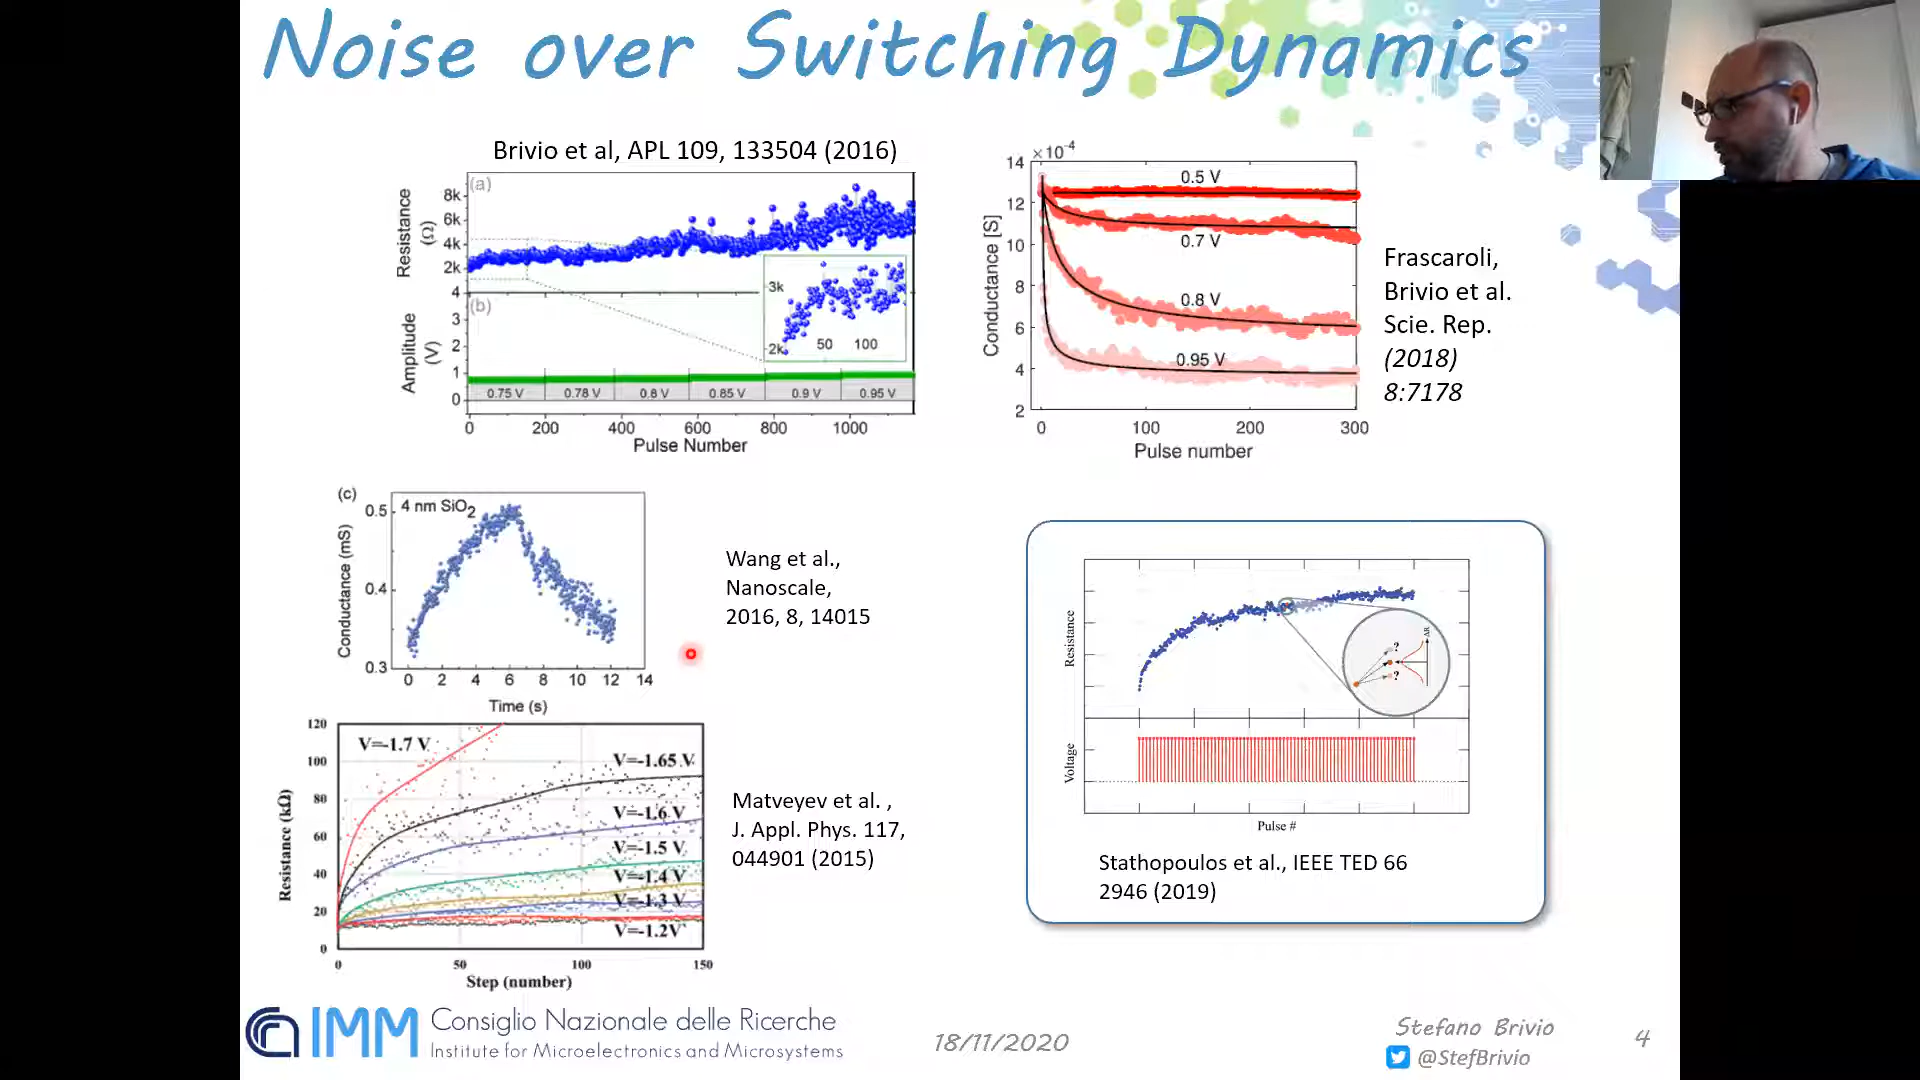 Noise over Switching Dynamics
Brivio et al, APL 109, 133504 (2016)
(a)
Resistance
(Ω)
8k
6k
4k
2k
4
(b)
Amplitude
(V)
3
2
1
0
3k
2k
50 100
0.75 V 0.78 V 0.8 V 0.85 V 0.9 V 0.95 V
0 200 400 600 800 1000
Pulse Number
×10⁻⁴
14
12
10
8
6
4
2
Conductance [S]
0.5 V
0.7 V
0.8 V
0.95 V
0 100 200 300
Pulse number
Frascaroli,
Brivio et al.
Scie. Rep.
(2018)
8:7178
(c)
4 nm SiO₂
Conductance (mS)
0.5
0.4
0.3
0 2 4 6 8 10 12 14
Time (s)
Wang et al.,
Nanoscale,
2016, 8, 14015
120
100
80
60
40
20
0
Resistance (kΩ)
V=-1.7 V
V=-1.65 V
V=-1.6 V
V=-1.5 V
V=-1.4 V
V=-1.3 V
V=-1.2V
0 50 100 150
Step (number)
Matveyev et al. ,
J. Appl. Phys. 117,
044901 (2015)
Resistance
ΔR
?
?
Voltage
Pulse #
Stathopoulos et al., IEEE TED 66
2946 (2019)
IMM
Consiglio Nazionale delle Ricerche
Institute for Microelectronics and Microsystems
18/11/2020
Stefano Brivio
@StefBrivio
4